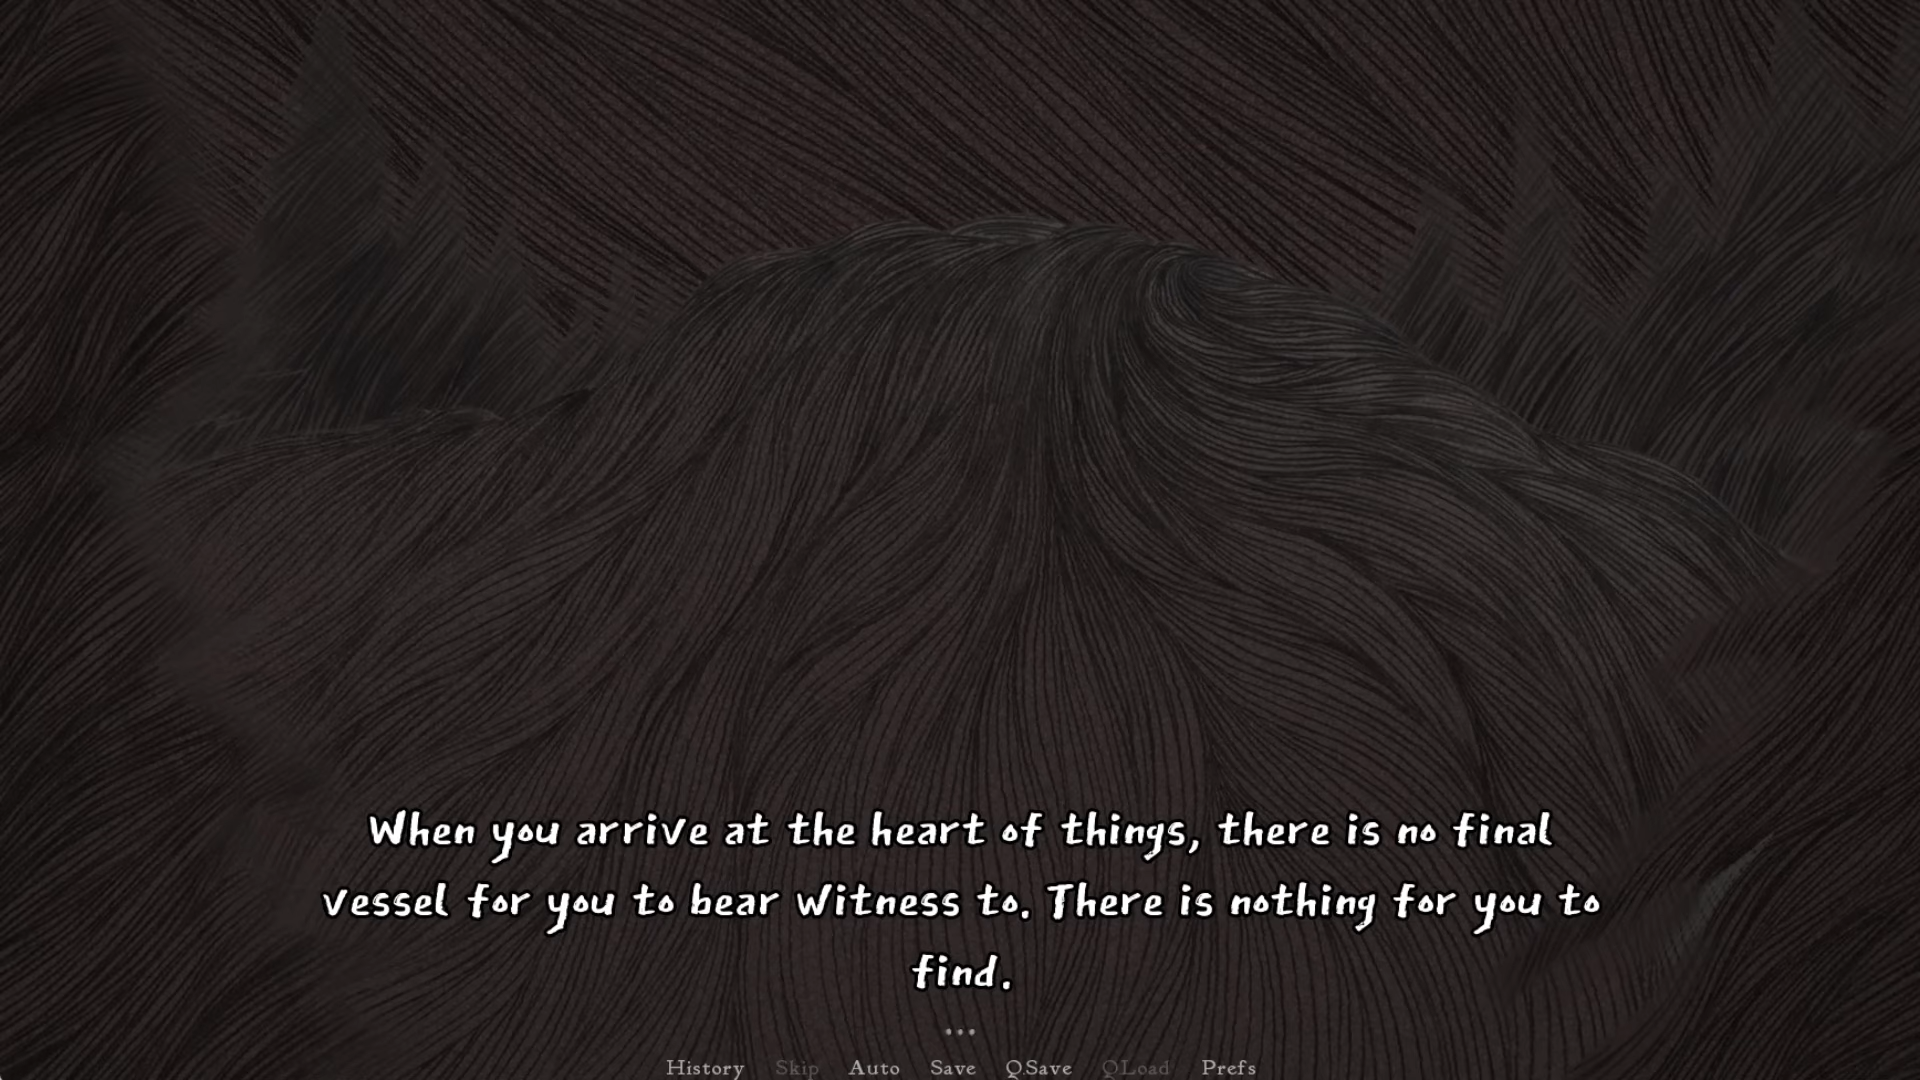 When you arrive at the heart of things, there is no final
vessel for you to bear witness to. There is nothing for you to
find.
...
History Skip Auto Save Q.Save Q.Load Prefs